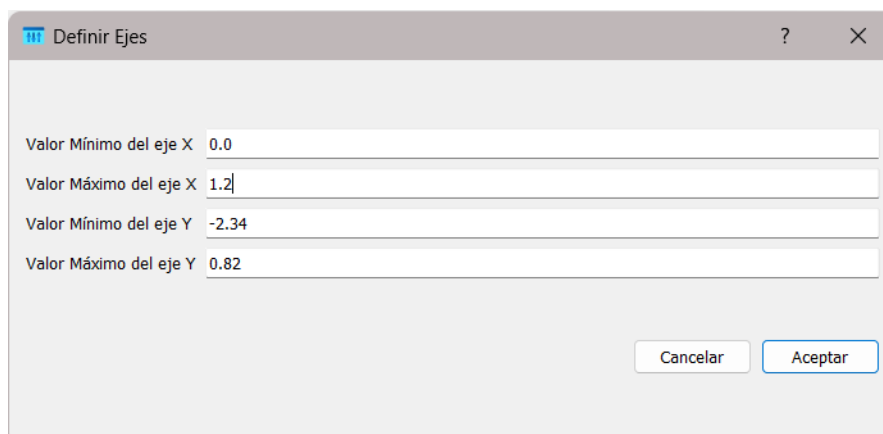 Definir Ejes ?
Valor Mínimo del eje X 0.0
Valor Máximo del eje X 1.2
Valor Mínimo del eje Y -2.34
Valor Máximo del eje Y 0.82
Cancelar Aceptar